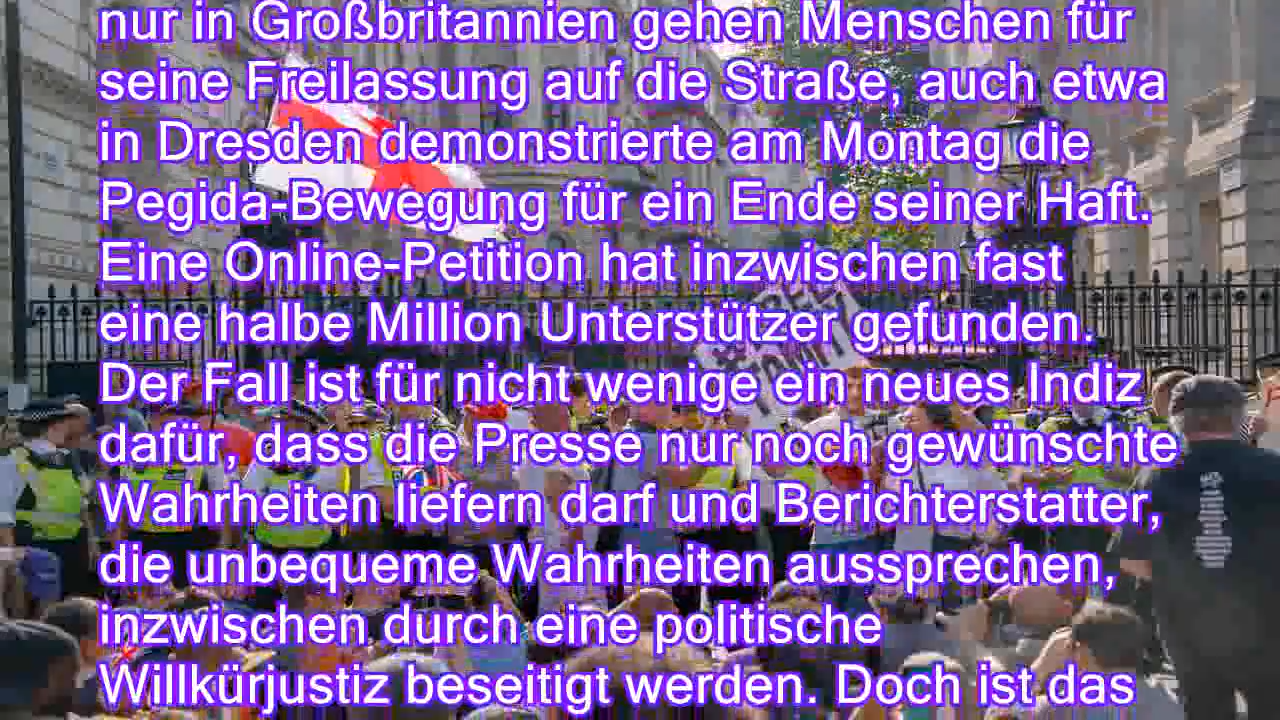 nur in Großbritannien gehen Menschen für
seine Freilassung auf die Straße, auch etwa
in Dresden demonstrierte am Montag die
Pegida-Bewegung für ein Ende seiner Haft.
Eine Online-Petition hat inzwischen fast
eine halbe Million Unterstützer gefunden.
Der Fall ist für nicht wenige ein neues Indiz
dafür, dass die Presse nur noch gewünschte
Wahrheiten liefern darf und Berichterstatter,
die unbequeme Wahrheiten aussprechen,
inzwischen durch eine politische
Willkürjustiz beseitigt werden. Doch ist das